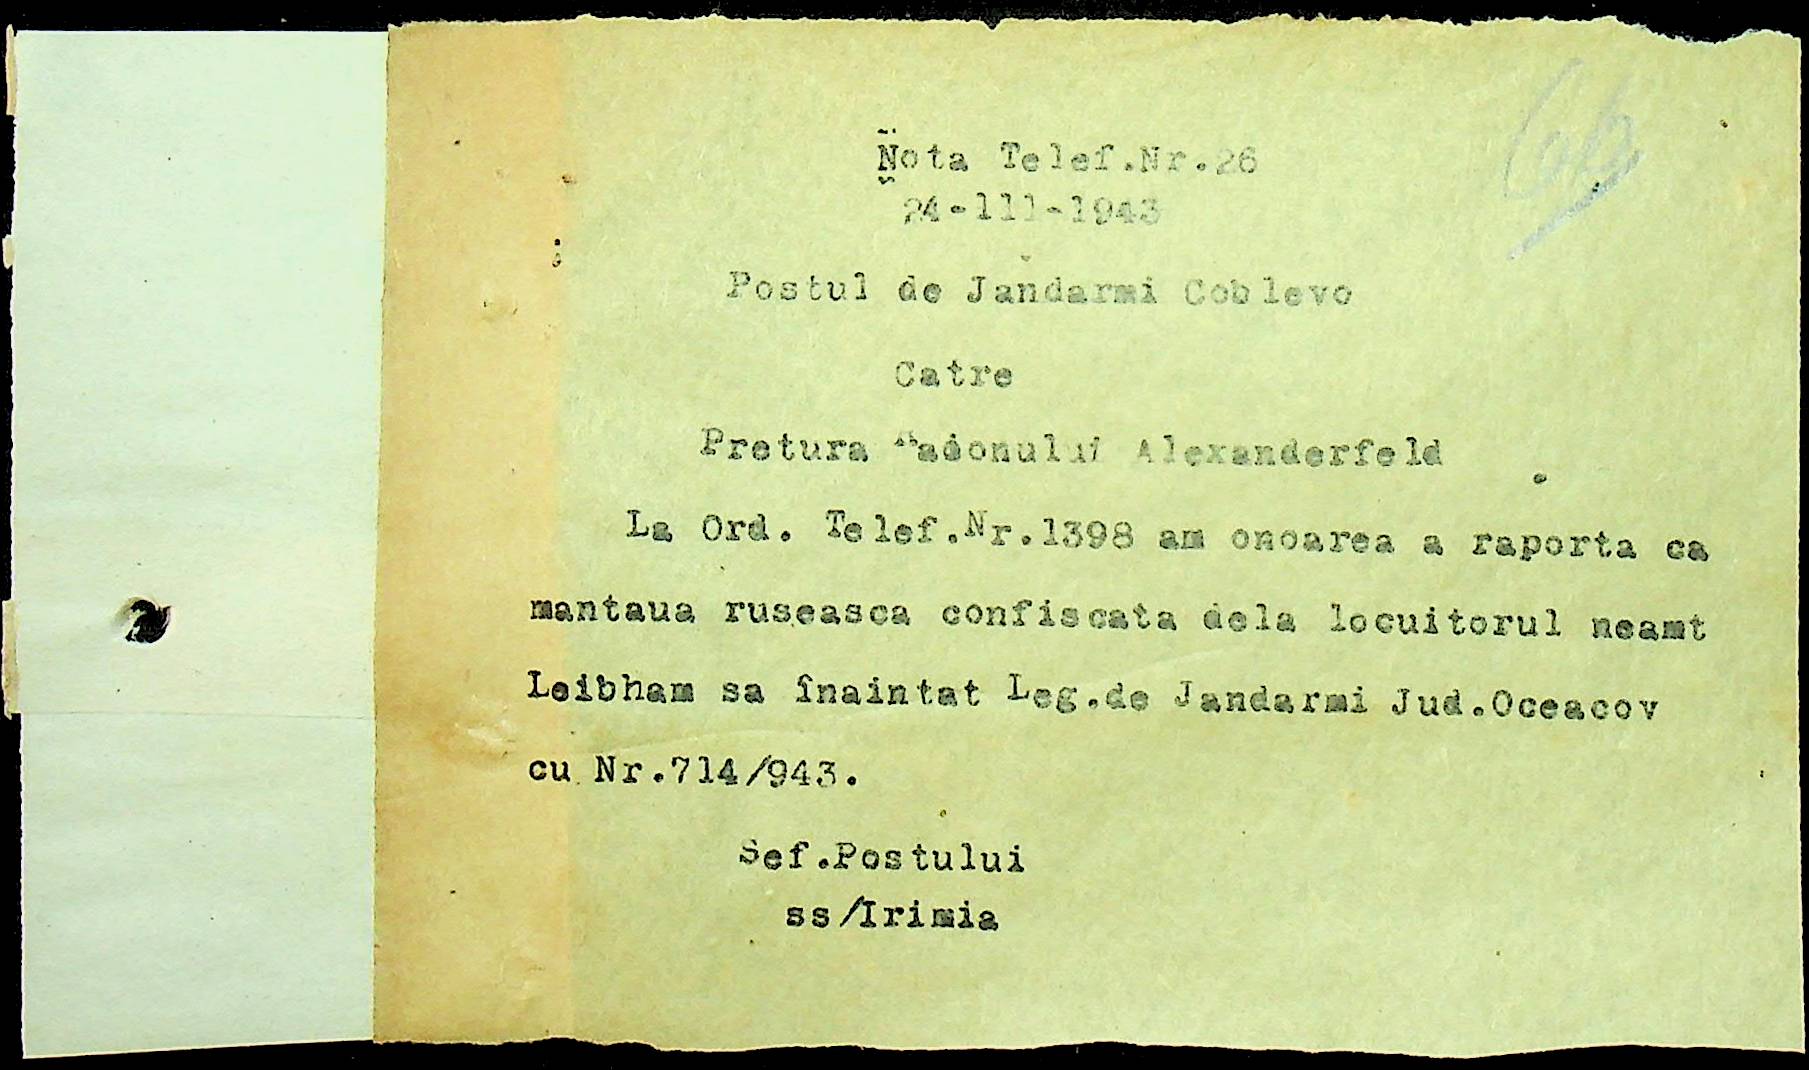 Nota Telef.Nr.26
24-111-1943
Postul de Jandarmi Coblevo
Catre
Pretura Raionului Alexanderfeld
La Ord. Telef.Nr.1398 am onoarea a raporta ca
mantaua ruseasca confiscata dela locuitorul neamt
Leibham sa înaintat Leg.de Jandarmi Jud.Oceacov
cu Nr.714/943.
Sef.Postului
ss/Irimia